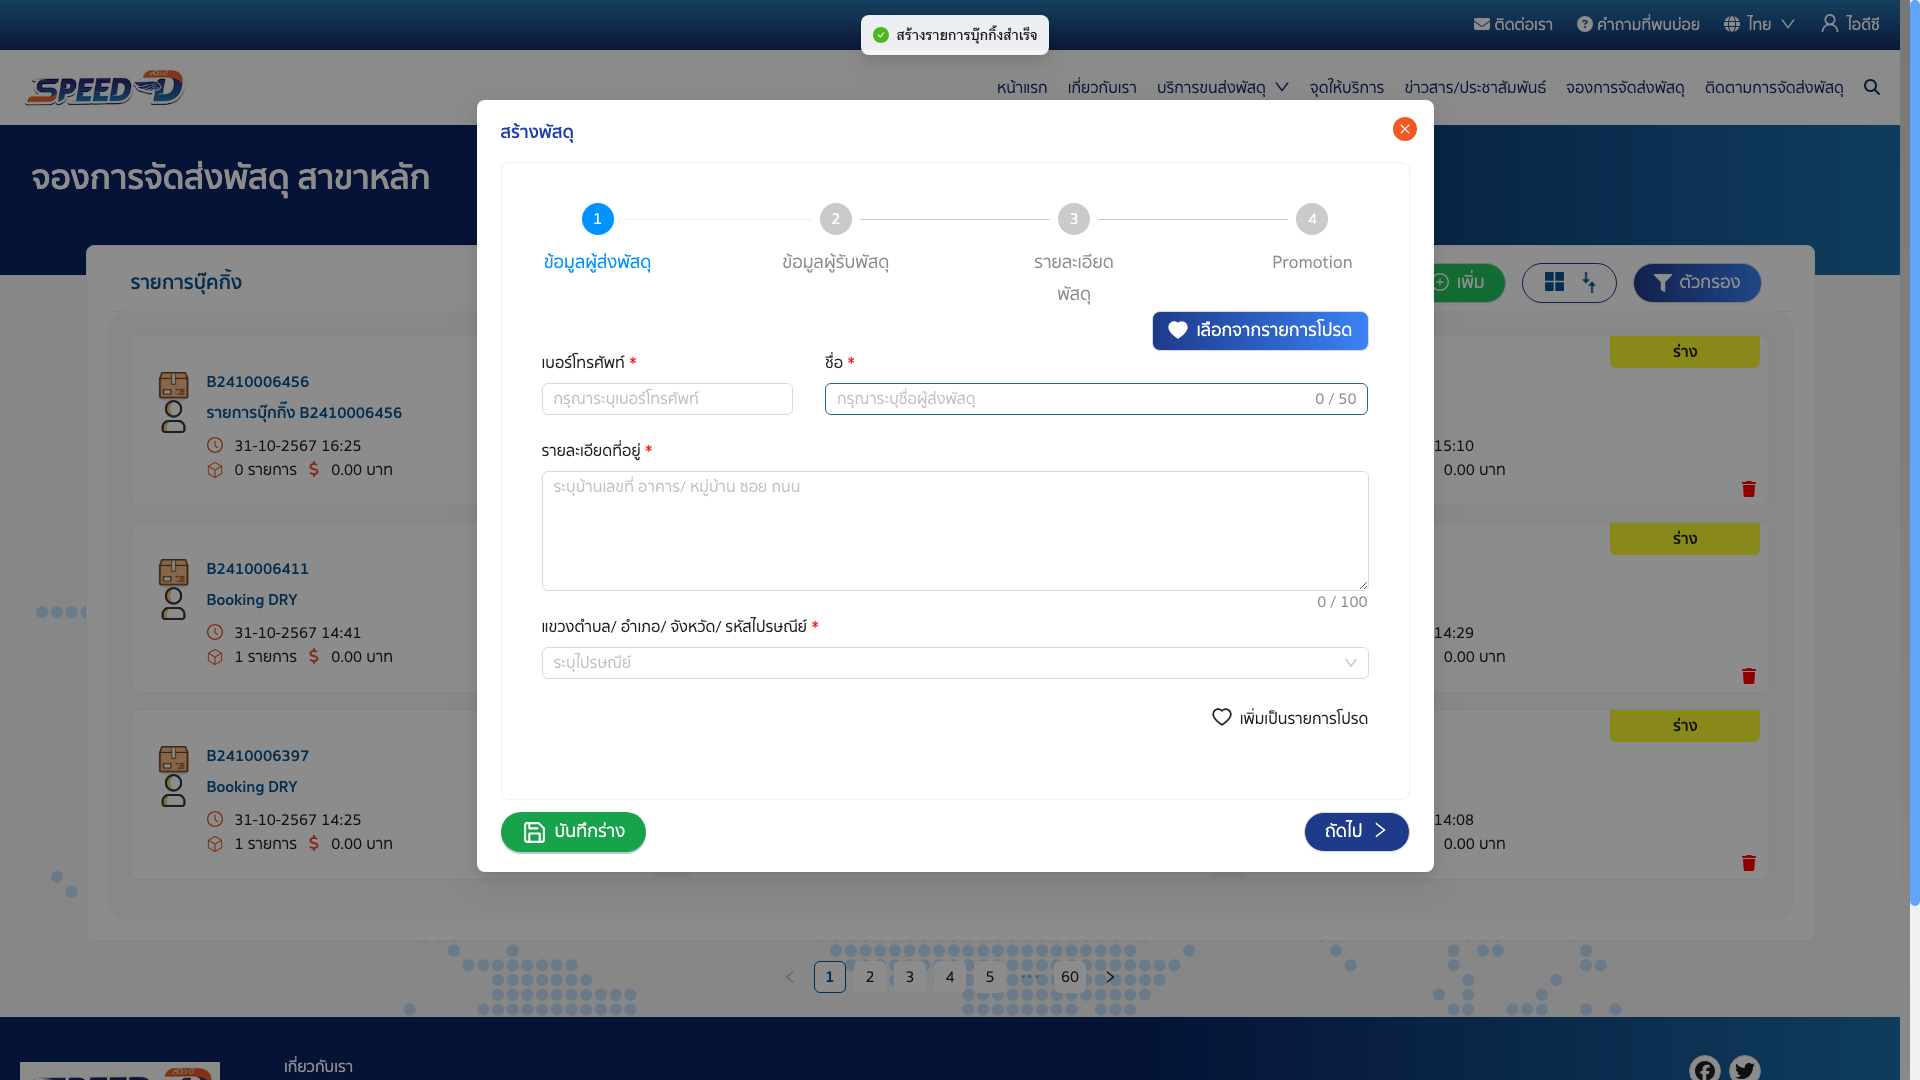 ติดต่อเรา
คำถามที่พบบ่อย
ไทย
ไอดีซี
สร้างรายการบุ๊กกิ้งสำเร็จ
SPEED-D
หน้าแรก
เกี่ยวกับเรา
บริการขนส่งพัสดุ
จุดให้บริการ
ข่าวสาร/ประชาสัมพันธ์
จองการจัดส่งพัสดุ
ติดตามการจัดส่งพัสดุ
จองการจัดส่งพัสดุ สาขาหลัก
สร้างพัสดุ
1
2
3
4
ข้อมูลผู้ส่งพัสดุ
ข้อมูลผู้รับพัสดุ
รายละเอียด
พัสดุ
Promotion
เลือกจากรายการโปรด
เบอร์โทรศัพท์ *
ชื่อ *
กรุณาระบุเบอร์โทรศัพท์
กรุณาระบุชื่อผู้ส่งพัสดุ
0 / 50
รายละเอียดที่อยู่ *
ระบุบ้านเลขที่ อาคาร/ หมู่บ้าน ซอย ถนน
0 / 100
แขวงตำบล/ อำเภอ/ จังหวัด/ รหัสไปรษณีย์ *
ระบุไปรษณีย์
เพิ่มเป็นรายการโปรด
บันทึกร่าง
ถัดไป
รายการบุ๊คกิ้ง
เพิ่ม
ตัวกรอง
B2410006456
รายการบุ๊กกิ๊ง B2410006456
31-10-2567 16:25
0 รายการ $ 0.00 บาท
ร่าง
15:10
0.00 บาท
B2410006411
Booking DRY
31-10-2567 14:41
1 รายการ $ 0.00 บาท
ร่าง
14:29
0.00 บาท
B2410006397
Booking DRY
31-10-2567 14:25
1 รายการ $ 0.00 บาท
ร่าง
14:08
0.00 บาท
1
2
3
4
5
•••
60
เกี่ยวกับเรา